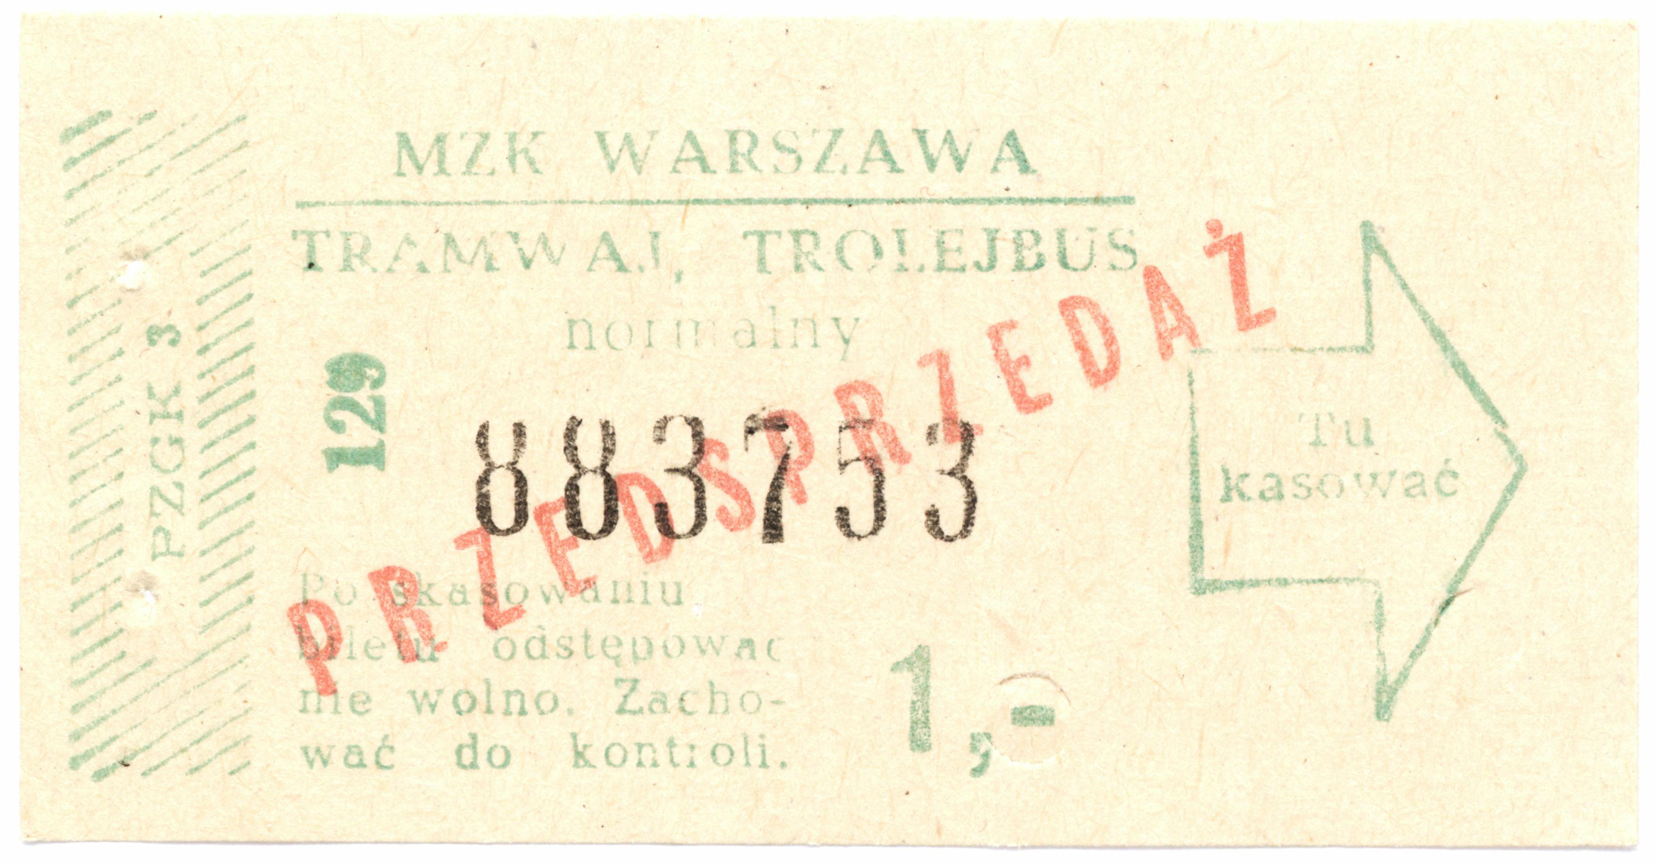 MZK WARSZAWA
TRAMWAJ, TROLEJBUS
normalny
PZGK 3
129
883753
PRZEDSPRZEDAŻ
Tu
kasować
Po skasowaniu
biletu odstępować
nie wolno. Zacho-
wać do kontroli.
1,-